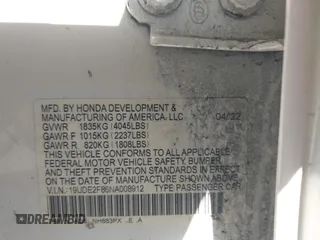 MFD. BY HONDA DEVELOPMENT &
MANUFACTURING OF AMERICA, LLC 04/22
GVWR 1835KG(4045LBS)
GAWR F 1015KG(2237LBS)
GAWR R 820KG(1808LBS)
THIS VEHICLE CONFORMS TO ALL APPLICABLE
FEDERAL MOTOR VEHICLE SAFETY, BUMPER,
AND THEFT PREVENTION STANDARDS IN EFFECT
ON THE DATE OF MANUFACTURE SHOWN ABOVE.
V.I.N.: 19UDE2F86NA008912 TYPE: PASSENGER CAR
NH883PX E A
DREAMBID